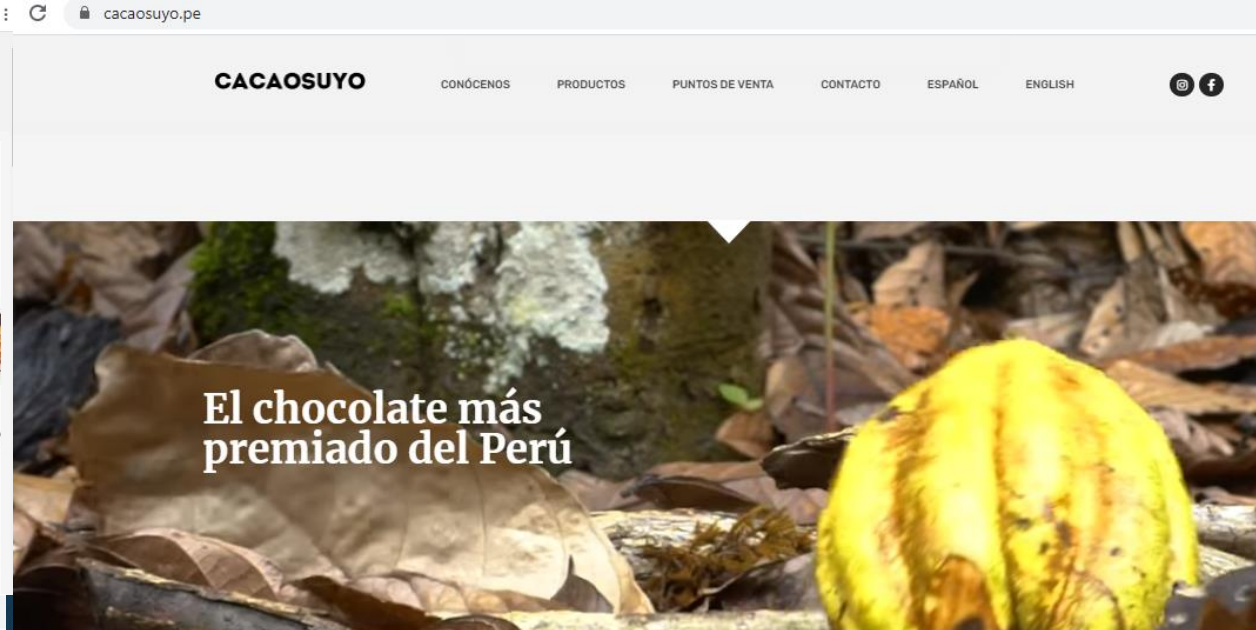 cacaosuyo.pe
CACAOSUYO CONÓCENOS PRODUCTOS PUNTOS DE VENTA CONTACTO ESPAÑOL ENGLISH
El chocolate más
premiado del Perú